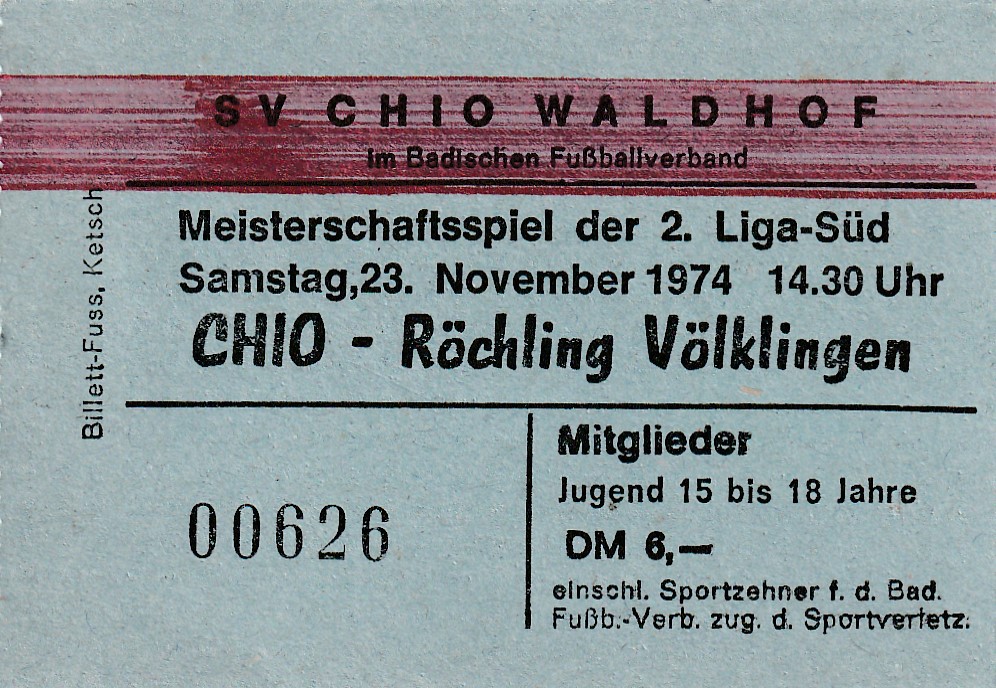 SV CHIO WALDHOF
im Badischen Fußballverband
Meisterschaftsspiel der 2. Liga-Süd
Samstag,23. November 1974 14.30 Uhr
CHIO - Röchling Völklingen
Billett-Fuss, Ketsch
00626
Mitglieder
Jugend 15 bis 18 Jahre
DM 6,—
einschl. Sportzehner f. d. Bad.
Fußb.-Verb. zug. d. Sportverletz.